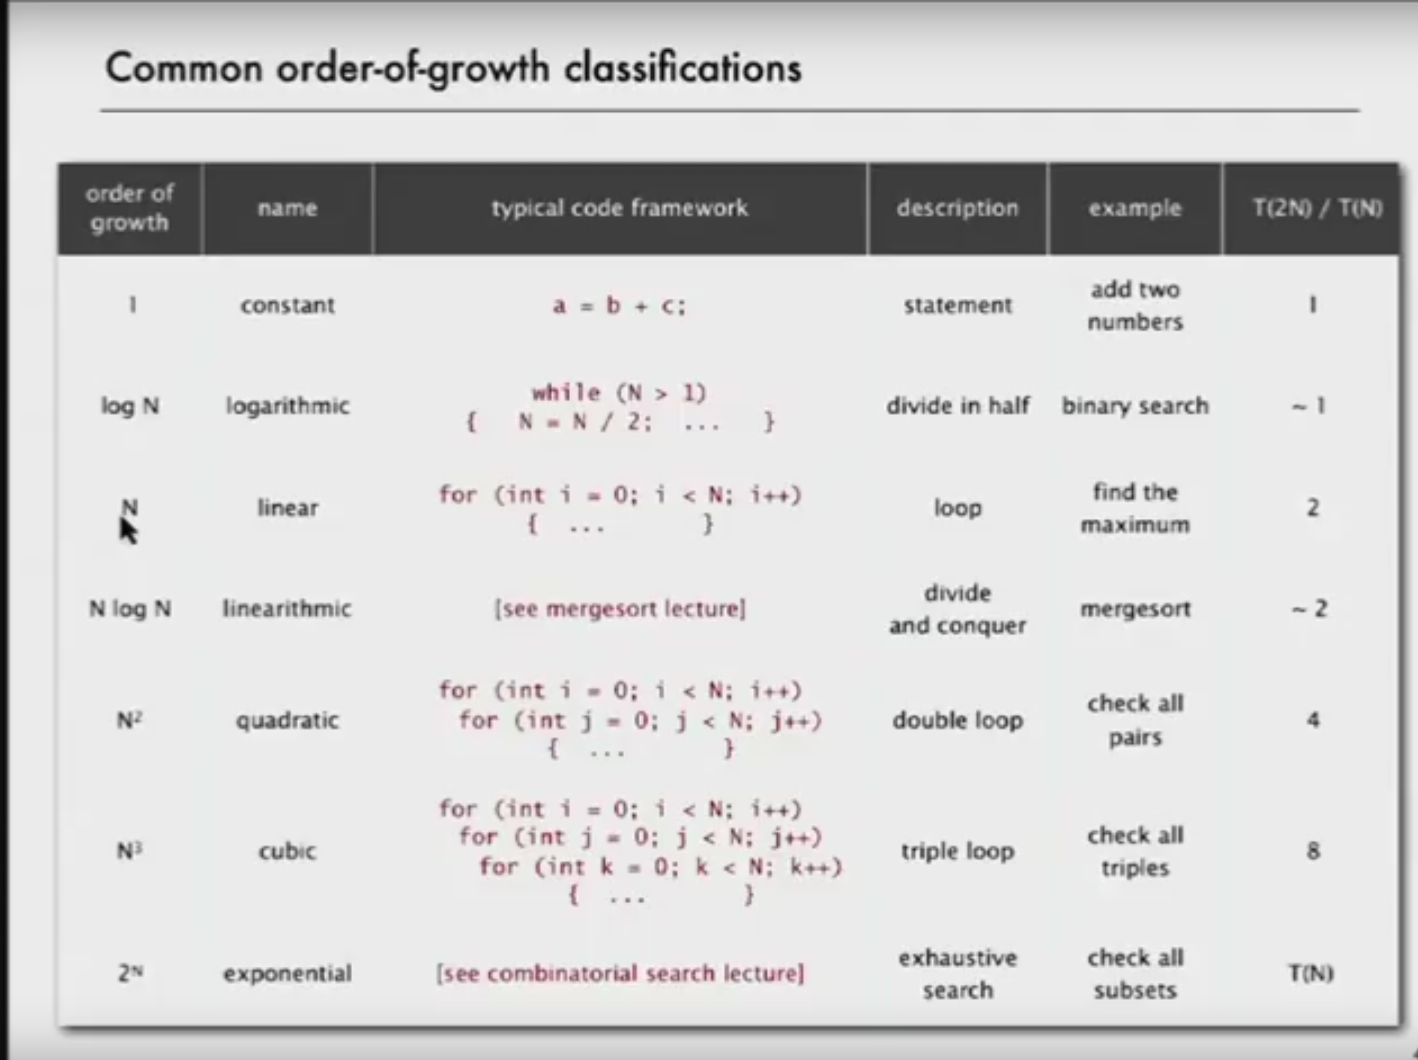 Common order-of-growth classifications
order of growth | name | typical code framework | description | example | T(2N) / T(N)
1 | constant | a = b + c; | statement | add two numbers | 1
log N | logarithmic | while (N > 1) { N = N / 2; ... } | divide in half | binary search | ~ 1
N | linear | for (int i = 0; i < N; i++) { ... } | loop | find the maximum | 2
N log N | linearithmic | [see mergesort lecture] | divide and conquer | mergesort | ~ 2
N² | quadratic | for (int i = 0; i < N; i++) for (int j = 0; j < N; j++) { ... } | double loop | check all pairs | 4
N³ | cubic | for (int i = 0; i < N; i++) for (int j = 0; j < N; j++) for (int k = 0; k < N; k++) { ... } | triple loop | check all triples | 8
2ᴺ | exponential | [see combinatorial search lecture] | exhaustive search | check all subsets | T(N)